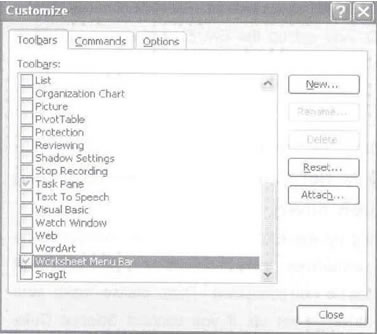 Customize
Toolbars Commands Options
Toolbars:
List
Organization Chart
Picture
PivotTable
Protection
Reviewing
Shadow Settings
Stop Recording
Task Pane
Text To Speech
Visual Basic
Watch Window
Web
WordArt
Worksheet Menu Bar
SnagIt
New...
Rename...
Delete
Reset...
Attach...
Close